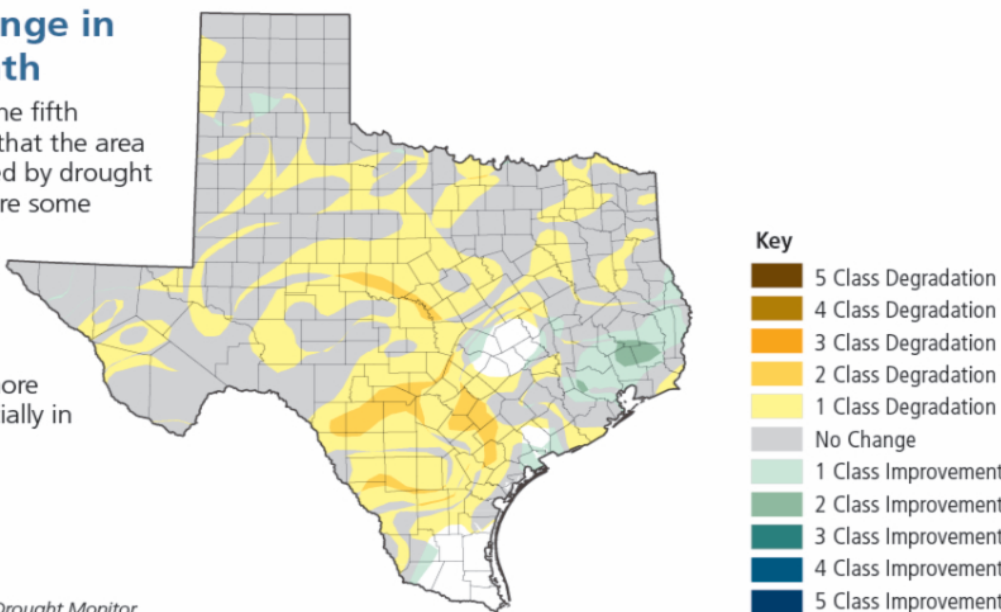 nge in
th
ne fifth
that the area
ed by drought
re some
nore
ially in
Drought Monitor
Key
5 Class Degradation
4 Class Degradation
3 Class Degradation
2 Class Degradation
1 Class Degradation
No Change
1 Class Improvement
2 Class Improvement
3 Class Improvement
4 Class Improvement
5 Class Improvement